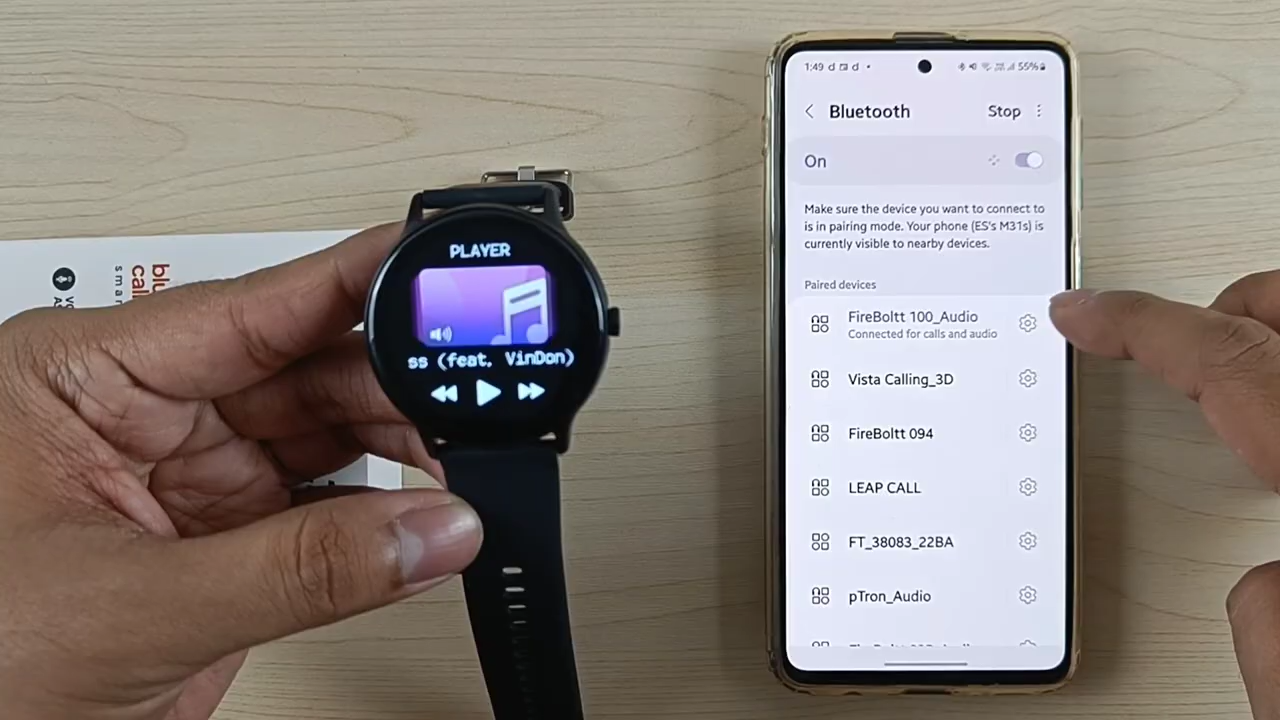 PLAYER
ss (feat. VinDon)
1:49
55%
Bluetooth
Stop
On
Make sure the device you want to connect to
is in pairing mode. Your phone (ES's M31s) is
currently visible to nearby devices.
Paired devices
FireBoltt 100_Audio
Connected for calls and audio
Vista Calling_3D
FireBoltt 094
LEAP CALL
FT_38083_22BA
pTron_Audio